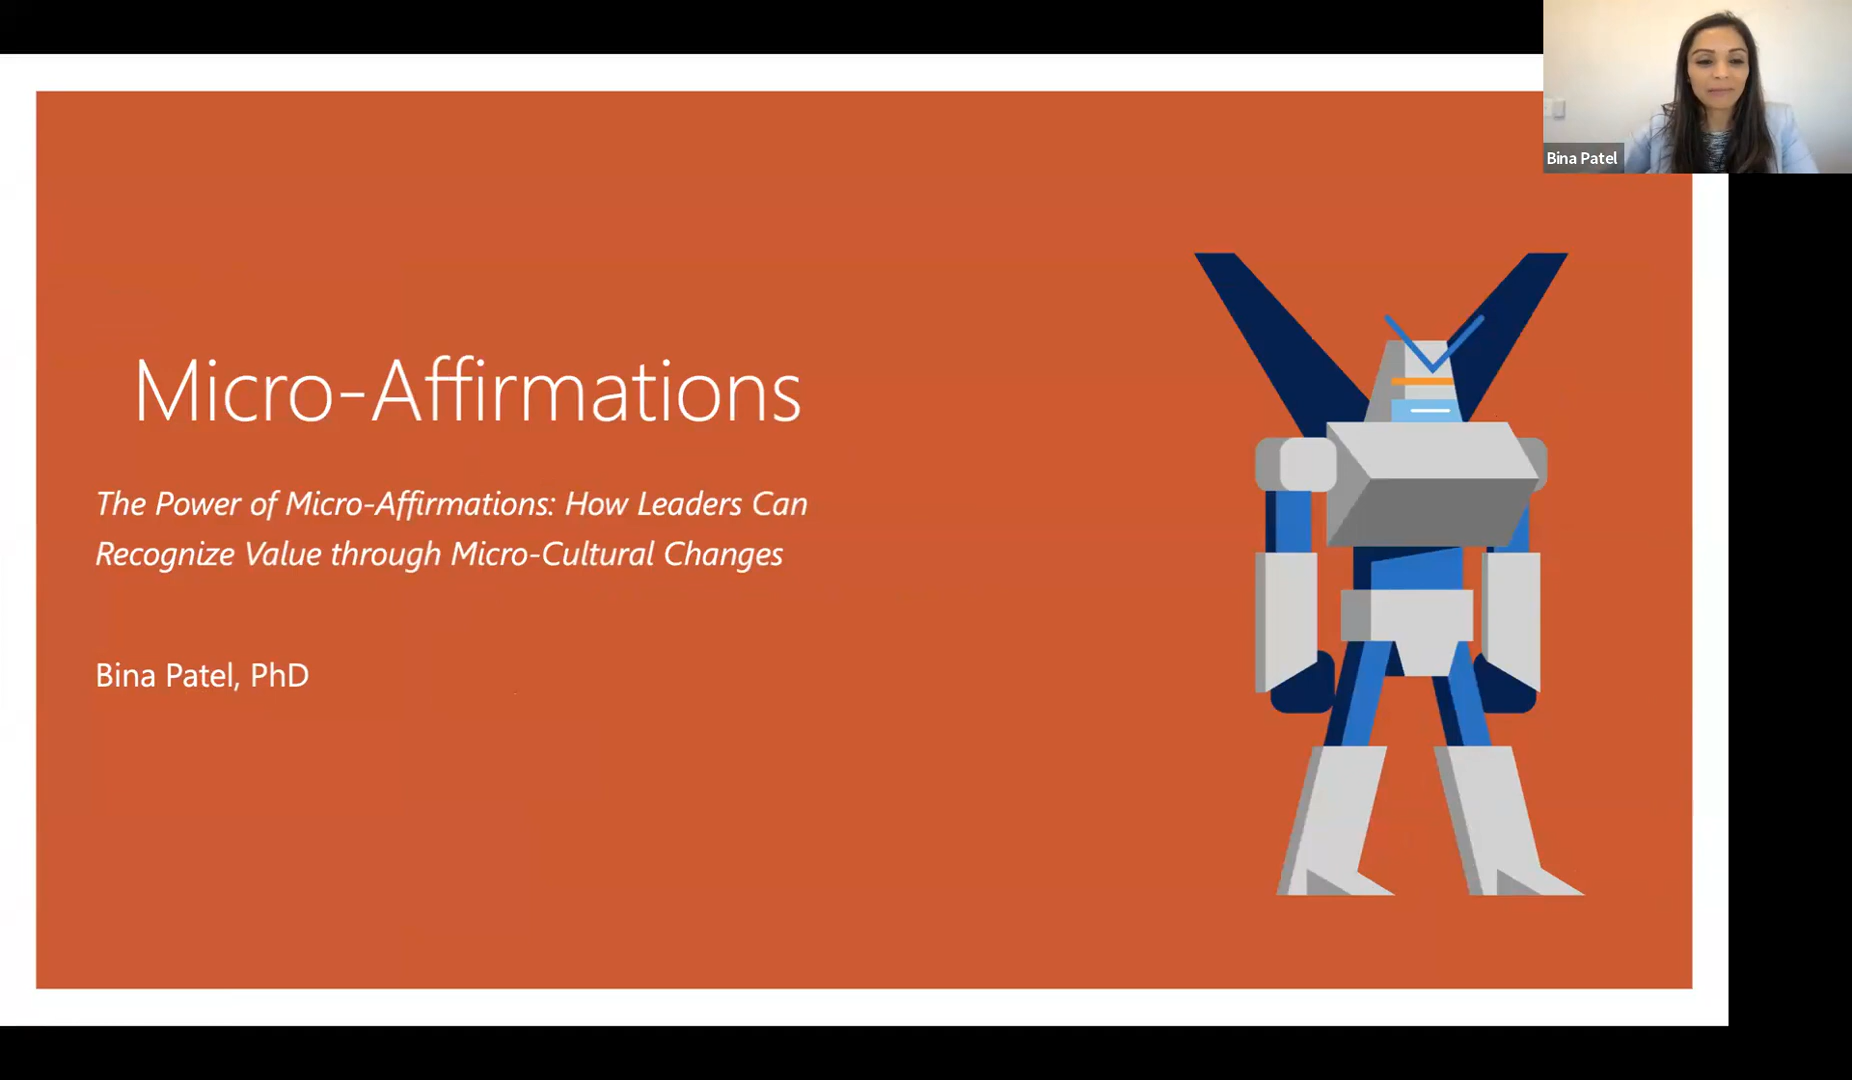 Micro-Affirmations
The Power of Micro-Affirmations: How Leaders Can
Recognize Value through Micro-Cultural Changes
Bina Patel, PhD
Bina Patel